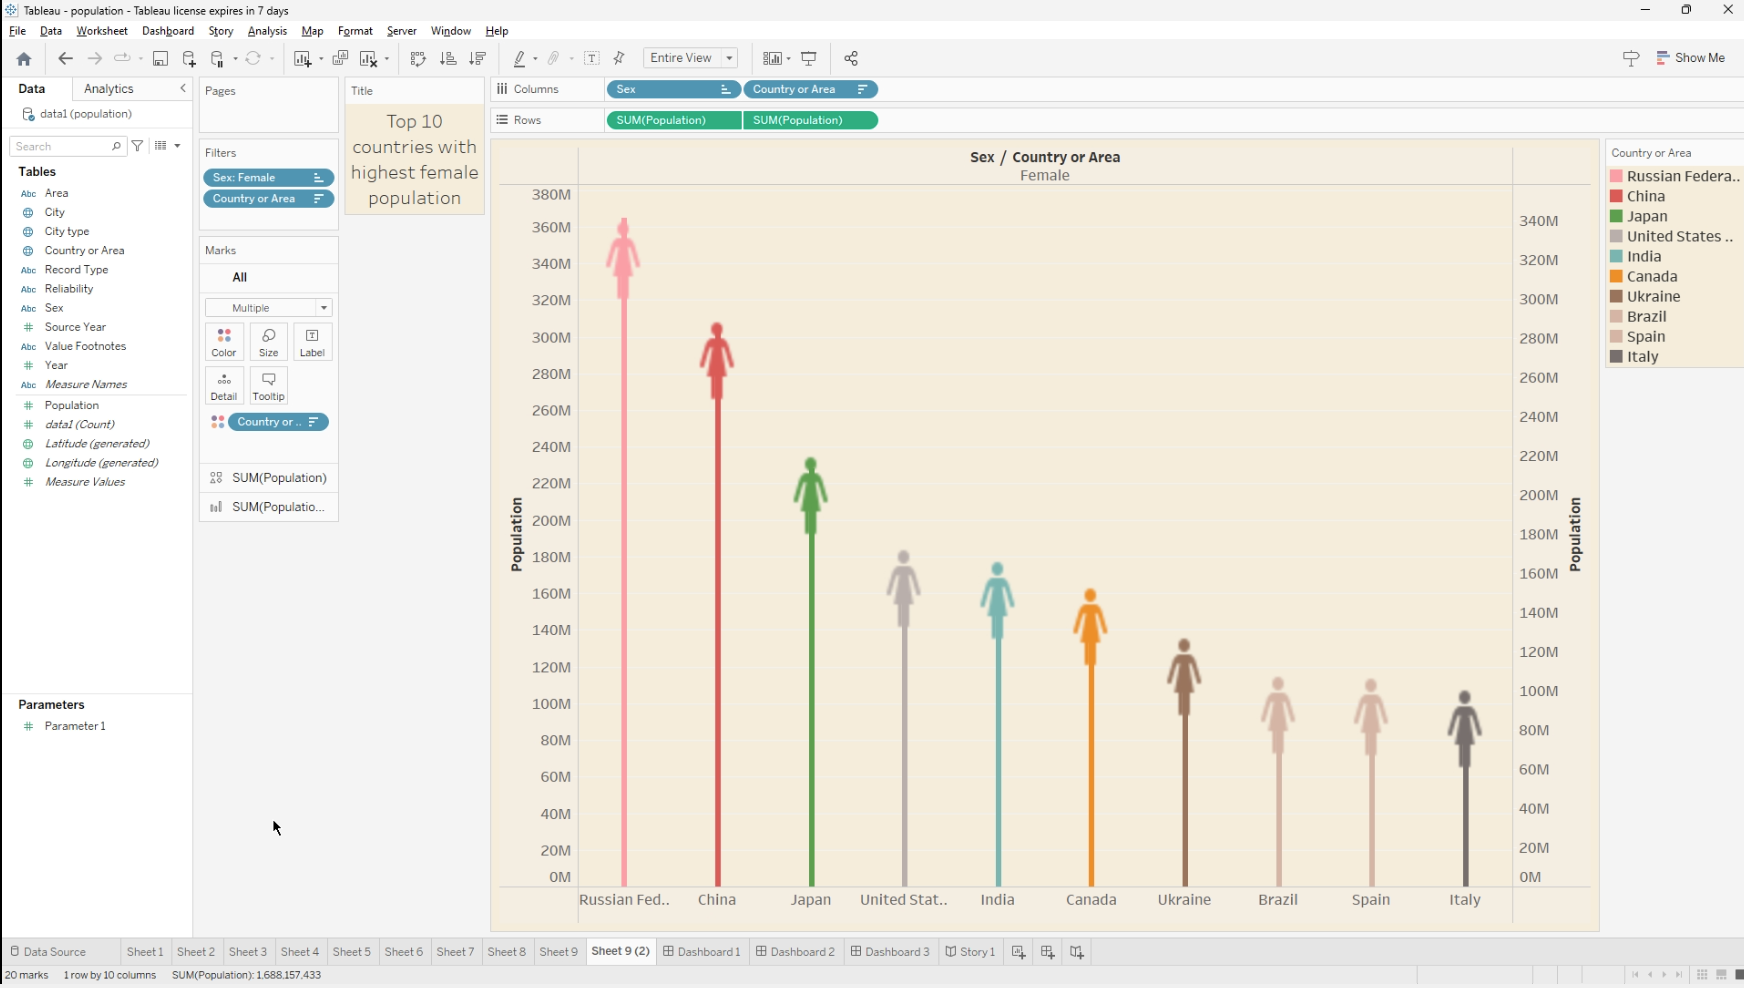 Tableau - population - Tableau license expires in 7 days
File Data Worksheet Dashboard Story Analysis Map Format Server Window Help
Entire View
Show Me
Data Analytics
data1 (population)
Search
Tables
Abc Area
City
City type
Country or Area
Abc Record Type
Abc Reliability
Abc Sex
# Source Year
Abc Value Footnotes
# Year
Abc Measure Names
# Population
# data1 (Count)
Latitude (generated)
Longitude (generated)
# Measure Values
Parameters
# Parameter 1
Pages
Filters
Sex: Female
Country or Area
Marks
All
Multiple
Color Size Label
Detail Tooltip
Country or ..
SUM(Population)
SUM(Populatio...
Title
Top 10
countries with
highest female
population
Columns Sex Country or Area
Rows SUM(Population) SUM(Population)
Sex / Country or Area
Female
Population
380M
360M
340M
320M
300M
280M
260M
240M
220M
200M
180M
160M
140M
120M
100M
80M
60M
40M
20M
0M
Russian Fed.. China Japan United Stat.. India Canada Ukraine Brazil Spain Italy
340M
320M
300M
280M
260M
240M
220M
200M
180M
160M
140M
120M
100M
80M
60M
40M
20M
0M
Population
Country or Area
Russian Federa..
China
Japan
United States ..
India
Canada
Ukraine
Brazil
Spain
Italy
Data Source Sheet 1 Sheet 2 Sheet 3 Sheet 4 Sheet 5 Sheet 6 Sheet 7 Sheet 8 Sheet 9 Sheet 9 (2) Dashboard 1 Dashboard 2 Dashboard 3 Story 1
20 marks 1 row by 10 columns SUM(Population): 1,688,157,433